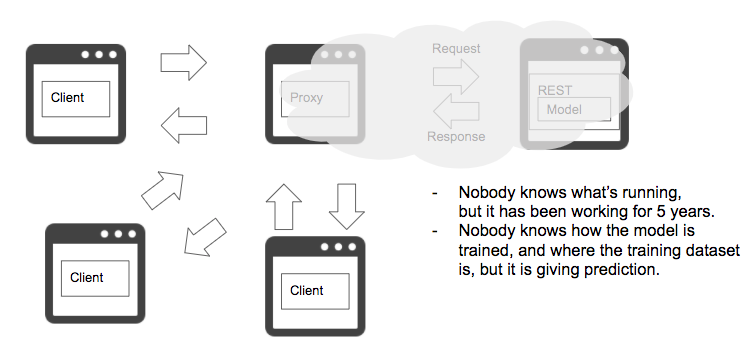 Client
Proxy
Request
Response
REST
Model
Client
Client
- Nobody knows what’s running,
but it has been working for 5 years.
- Nobody knows how the model is
trained, and where the training dataset
is, but it is giving prediction.